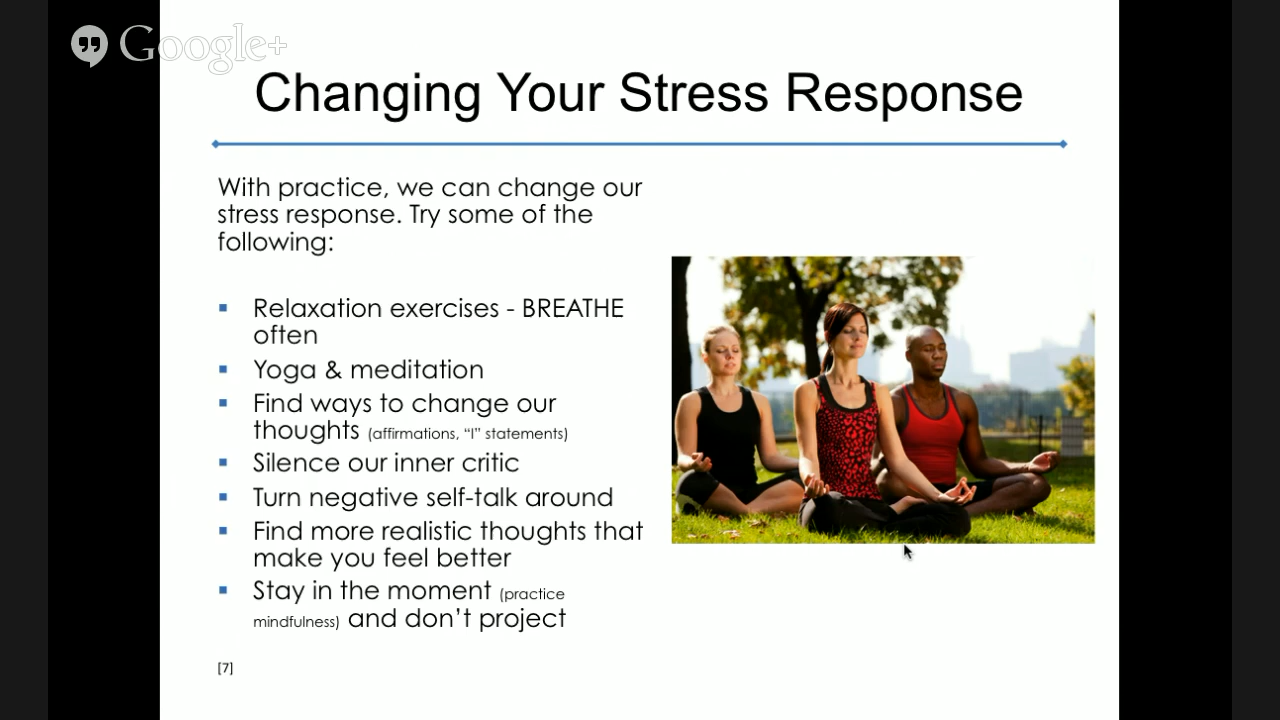 Google+
Changing Your Stress Response
With practice, we can change our
stress response. Try some of the
following:
▪ Relaxation exercises - BREATHE
often
▪ Yoga & meditation
▪ Find ways to change our
thoughts (affirmations, “I” statements)
▪ Silence our inner critic
▪ Turn negative self-talk around
▪ Find more realistic thoughts that
make you feel better
▪ Stay in the moment (practice
mindfulness) and don’t project
[7]